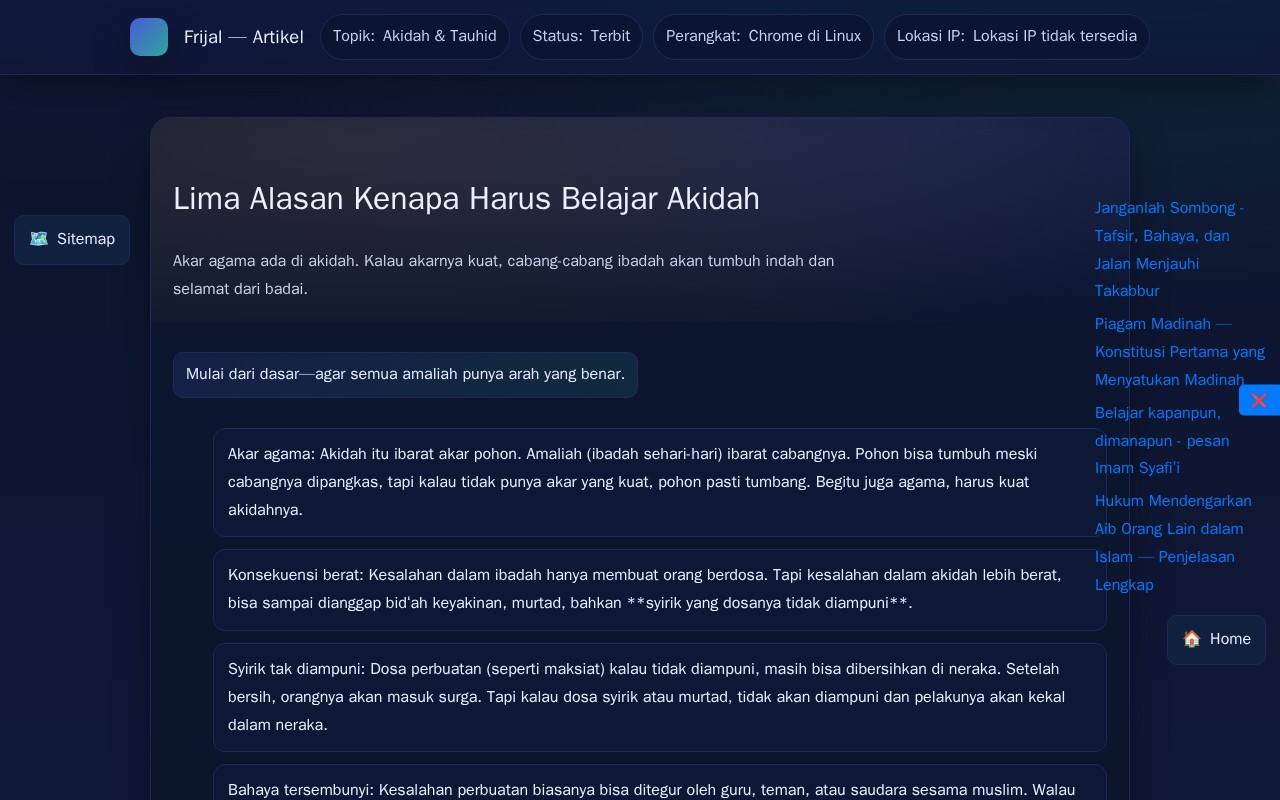 Frijal — Artikel
Topik: Akidah & Tauhid
Status: Terbit
Perangkat: Chrome di Linux
Lokasi IP: Lokasi IP tidak tersedia
Sitemap
Lima Alasan Kenapa Harus Belajar Akidah
Akar agama ada di akidah. Kalau akarnya kuat, cabang-cabang ibadah akan tumbuh indah dan
selamat dari badai.
Mulai dari dasar—agar semua amaliah punya arah yang benar.
Akar agama: Akidah itu ibarat akar pohon. Amaliah (ibadah sehari-hari) ibarat cabangnya. Pohon bisa tumbuh meski
cabangnya dipangkas, tapi kalau tidak punya akar yang kuat, pohon pasti tumbang. Begitu juga agama, harus kuat
akidahnya.
Konsekuensi berat: Kesalahan dalam ibadah hanya membuat orang berdosa. Tapi kesalahan dalam akidah lebih berat,
bisa sampai dianggap bid‘ah keyakinan, murtad, bahkan **syirik yang dosanya tidak diampuni**.
Syirik tak diampuni: Dosa perbuatan (seperti maksiat) kalau tidak diampuni, masih bisa dibersihkan di neraka. Setelah
bersih, orangnya akan masuk surga. Tapi kalau dosa syirik atau murtad, tidak akan diampuni dan pelakunya akan kekal
dalam neraka.
Bahaya tersembunyi: Kesalahan perbuatan biasanya bisa ditegur oleh guru, teman, atau saudara sesama muslim. Walau
Janganlah Sombong -
Tafsir, Bahaya, dan
Jalan Menjauhi
Takabbur
Piagam Madinah —
Konstitusi Pertama yang
Menyatukan Madinah
Belajar kapanpun,
dimanapun - pesan
Imam Syafi'i
Hukum Mendengarkan
Aib Orang Lain dalam
Islam — Penjelasan
Lengkap
Home